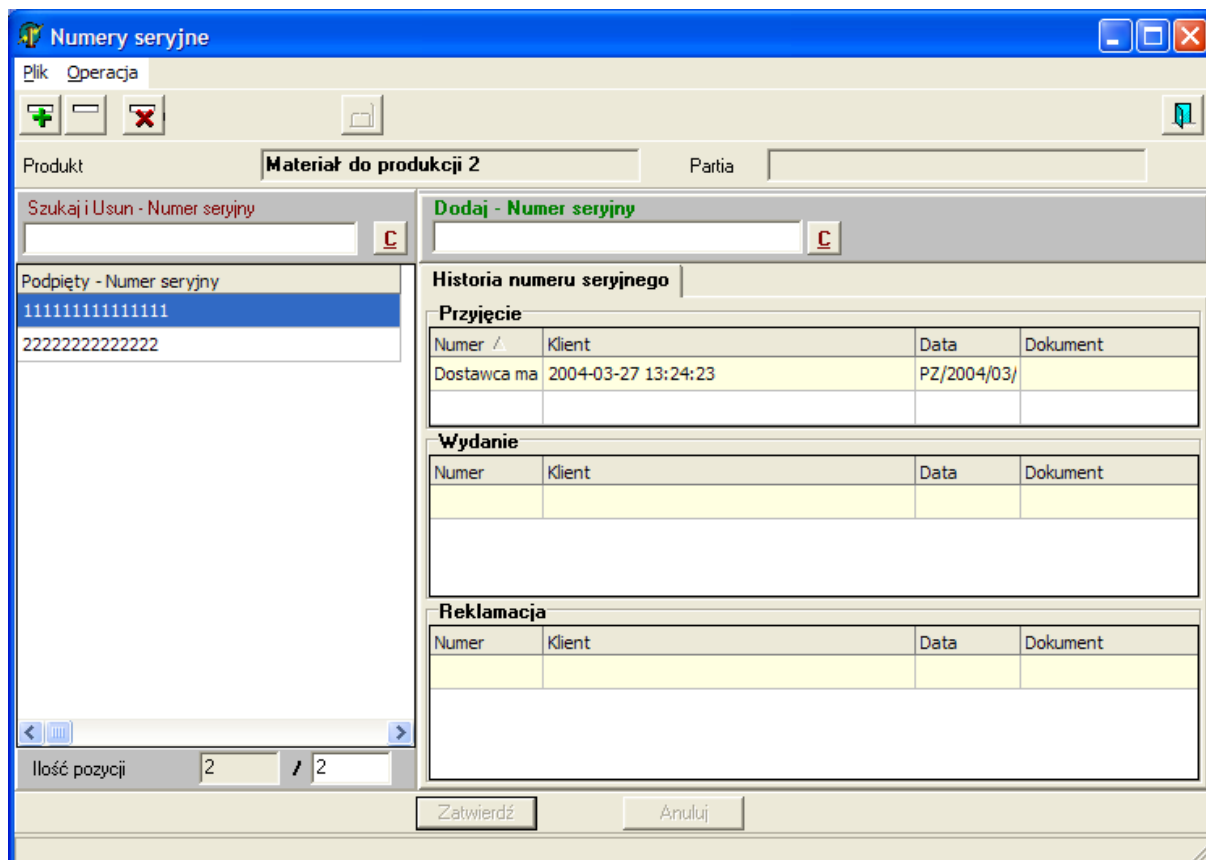 Numery seryjne
Plik Operacja
Produkt Materiał do produkcji 2 Partia
Szukaj i Usun - Numer seryjny
C
Podpięty - Numer seryjny
111111111111111
22222222222222
Ilość pozycji 2 / 2
Dodaj - Numer seryjny
C
Historia numeru seryjnego
Przyjęcie
Numer Klient Data Dokument
Dostawca ma 2004-03-27 13:24:23 PZ/2004/03/
Wydanie
Numer Klient Data Dokument
Reklamacja
Numer Klient Data Dokument
Zatwierdź Anuluj